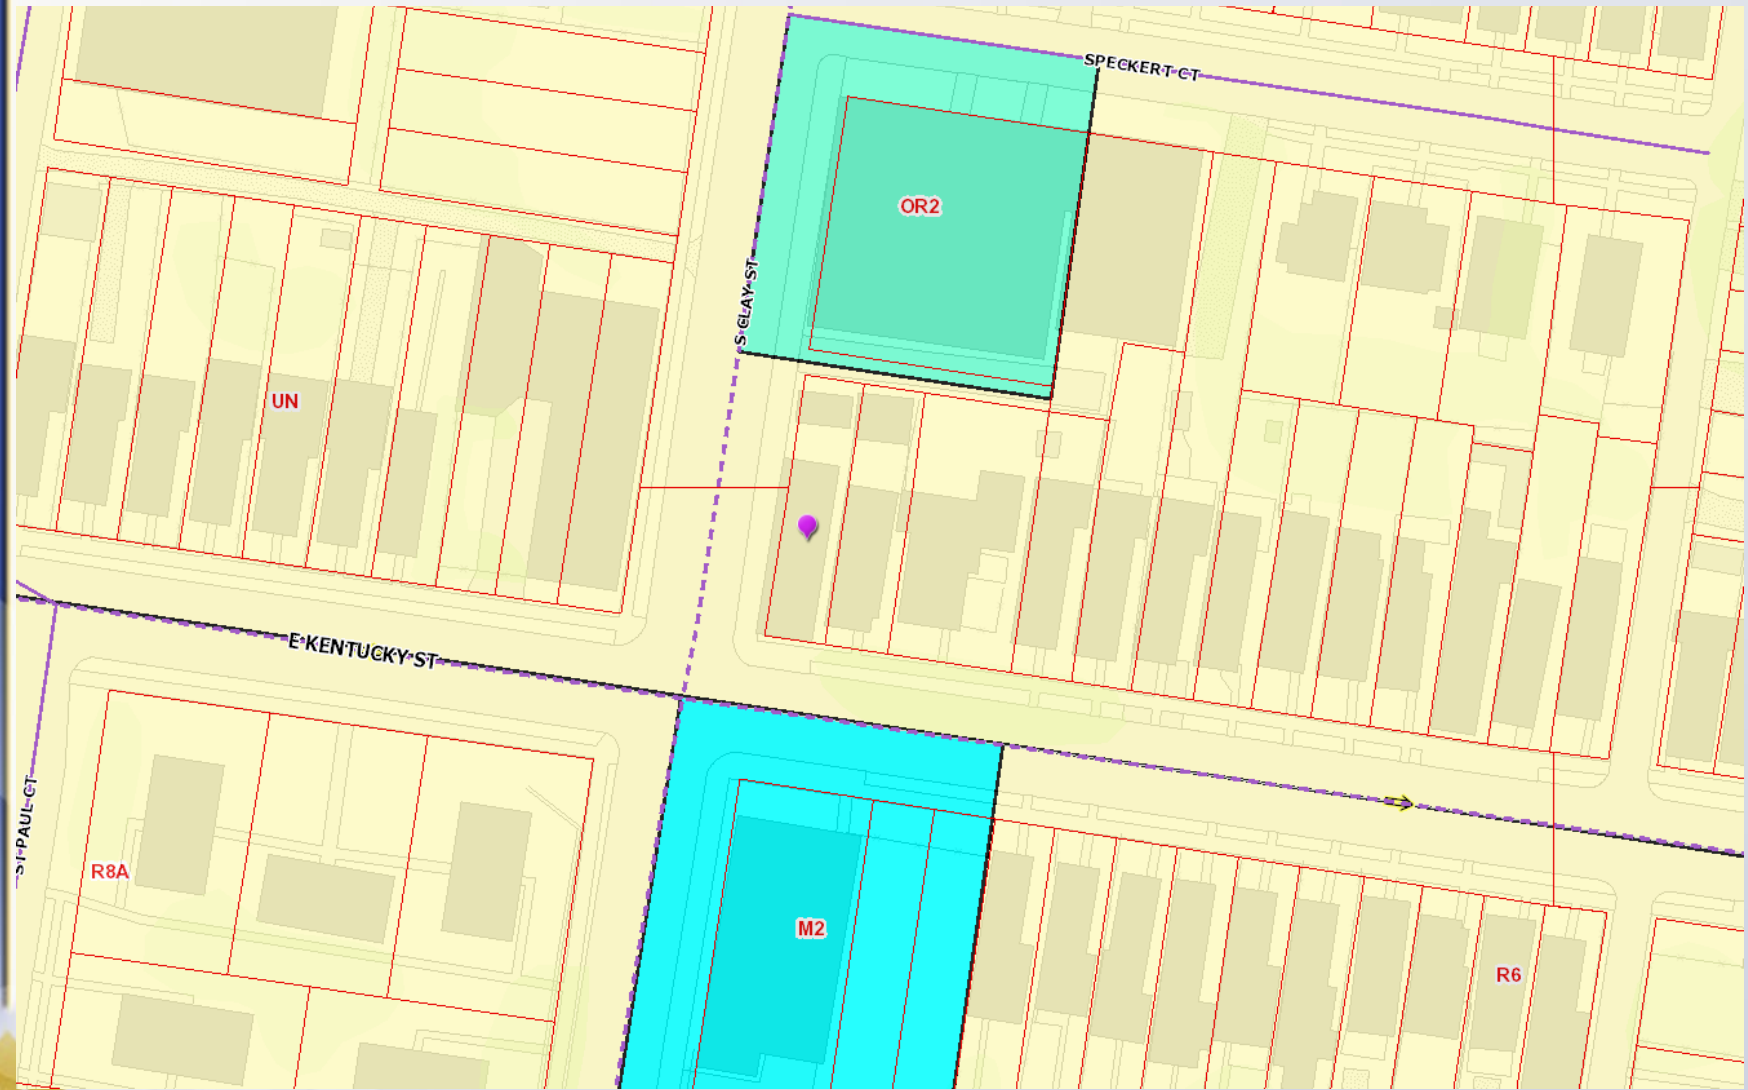 SPECKERT CT
OR2
S CLAY ST
UN
E KENTUCKY ST
ST PAUL CT
R8A
M2
R6